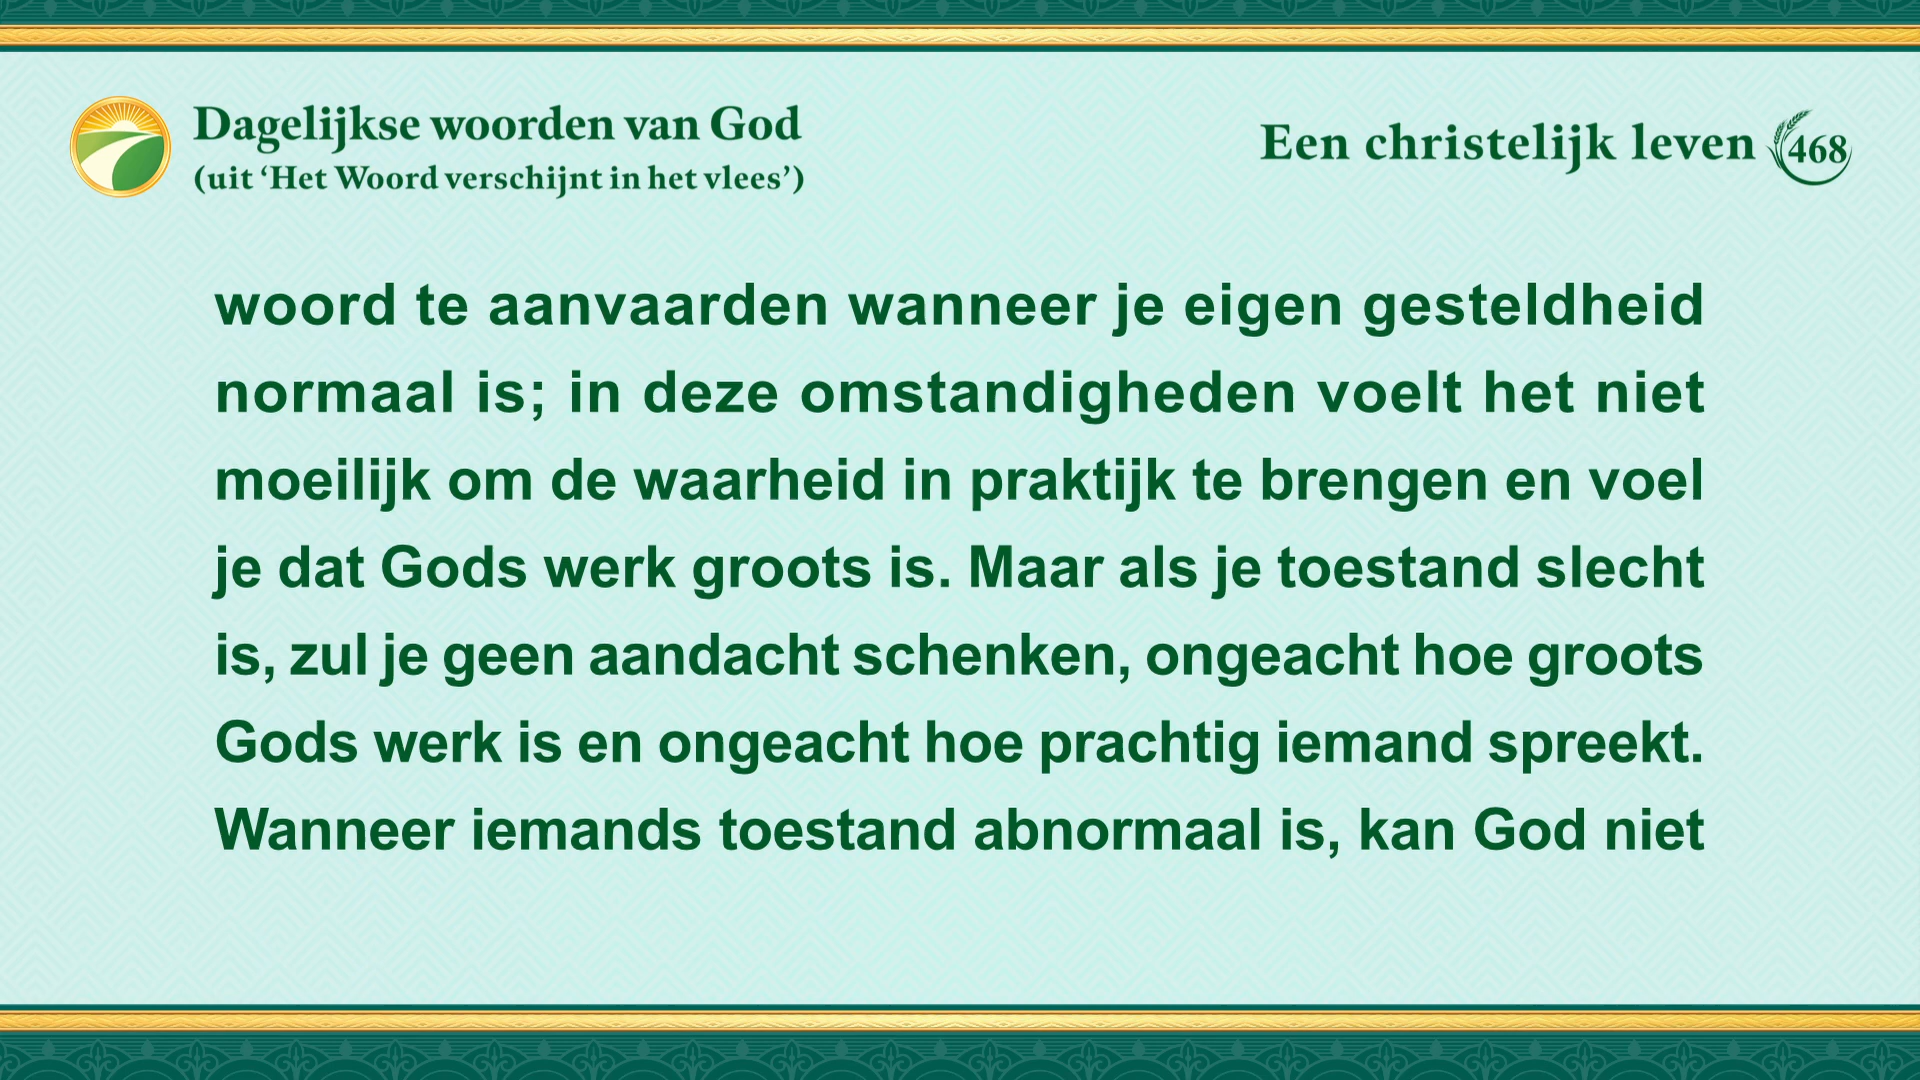 Dagelijkse woorden van God
(uit ‘Het Woord verschijnt in het vlees’)
Een christelijk leven 468
woord te aanvaarden wanneer je eigen gesteldheid
normaal is; in deze omstandigheden voelt het niet
moeilijk om de waarheid in praktijk te brengen en voel
je dat Gods werk groots is. Maar als je toestand slecht
is, zul je geen aandacht schenken, ongeacht hoe groots
Gods werk is en ongeacht hoe prachtig iemand spreekt.
Wanneer iemands toestand abnormaal is, kan God niet